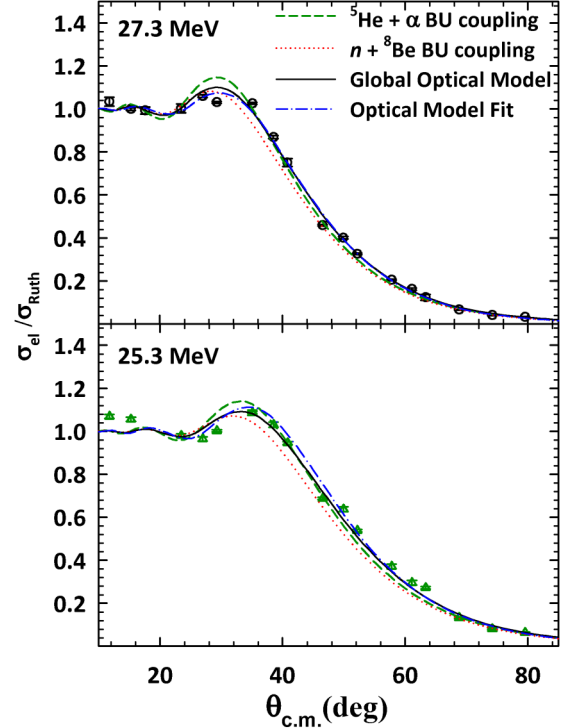 27.3 MeV
⁵He + α BU coupling
n + ⁸Be BU coupling
Global Optical Model
Optical Model Fit
1.4
1.2
1.0
0.8
0.6
0.4
0.2
σel /σRuth
25.3 MeV
1.4
1.2
1.0
0.8
0.6
0.4
0.2
20 40 60 80
θc.m.(deg)